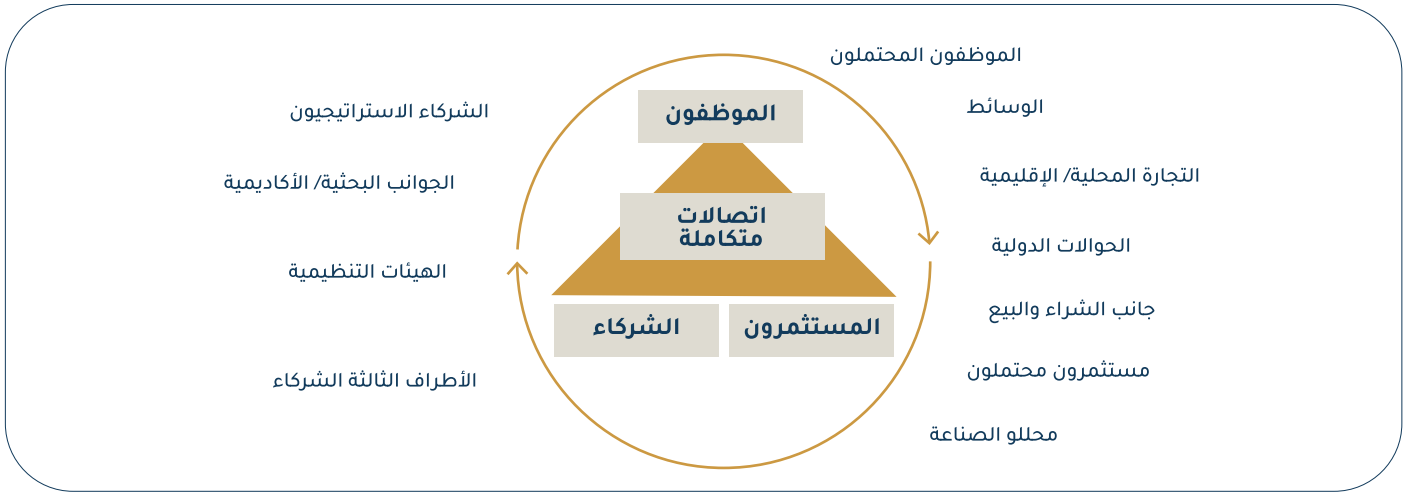 الموظفون المحتملون
الوسائط
التجارة المحلية/ الإقليمية
الحوالات الدولية
جانب الشراء والبيع
مستثمرون محتملون
محللو الصناعة
الموظفون
اتصالات
متكاملة
المستثمرون
الشركاء
الشركاء الاستراتيجيون
الجوانب البحثية/ الأكاديمية
الهيئات التنظيمية
الأطراف الثالثة الشركاء